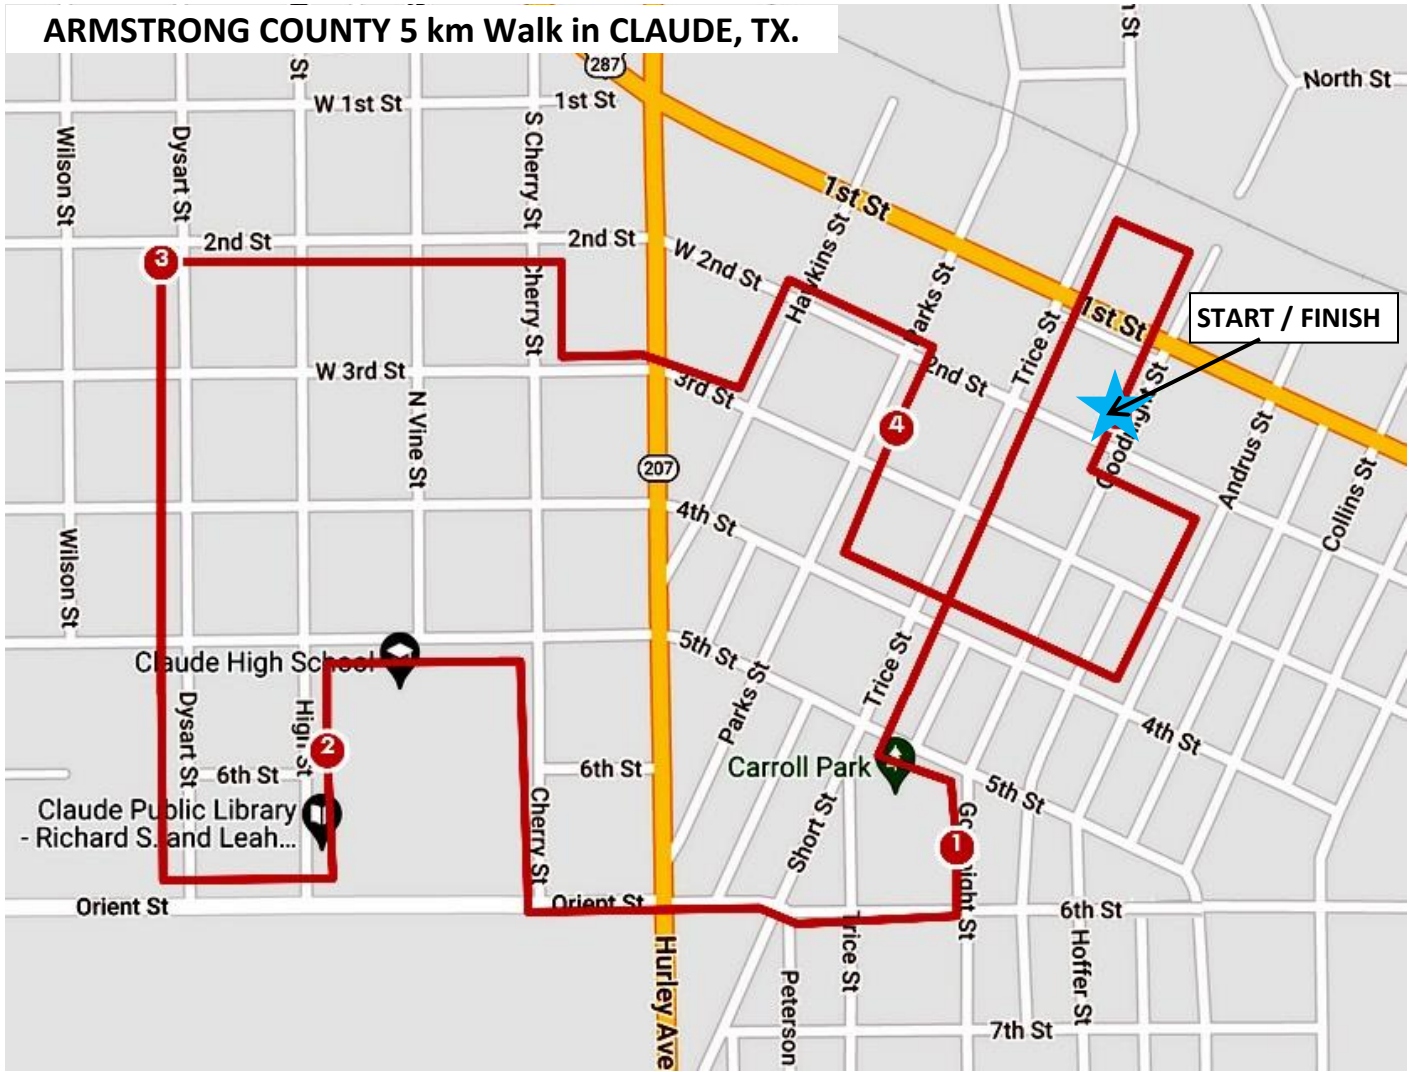 ARMSTRONG COUNTY 5 km Walk in CLAUDE, TX.
287
St
North St
W 1st St
1st St
Wilson St
Dysart St
S Cherry St
1st St
Hawkins St
2nd St
2nd St
W 2nd St
3
Parks St
Trice St
1st St
START / FINISH
Cherry St
W 3rd St
3rd St
2nd St
Goodnight St
N Vine St
4
Andrus St
Collins St
207
4th St
Wilson St
5th St
Claude High School
Trice St
Parks St
Dysart St
High St
2
4th St
6th St
6th St
Carroll Park
5th St
Claude Public Library
- Richard S. and Leah...
Cherry St
Short St
1
Orient St
Orient St
6th St
Trice St
Hurley Ave
Peterson
Hoffer St
7th St